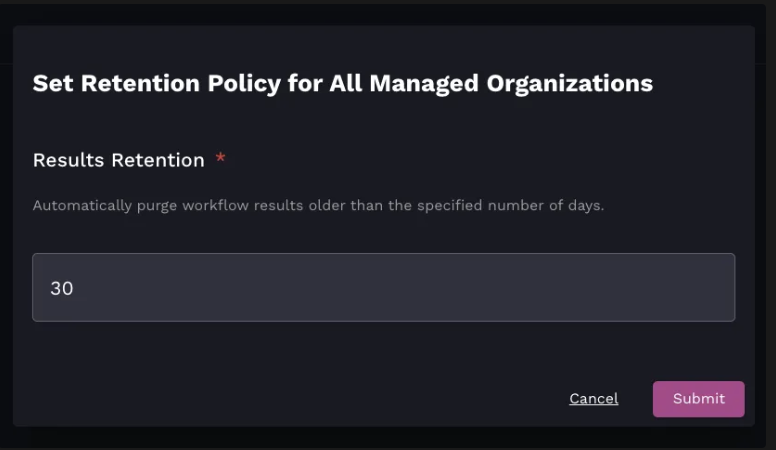 Set Retention Policy for All Managed Organizations
Results Retention *
Automatically purge workflow results older than the specified number of days.
30
Cancel Submit